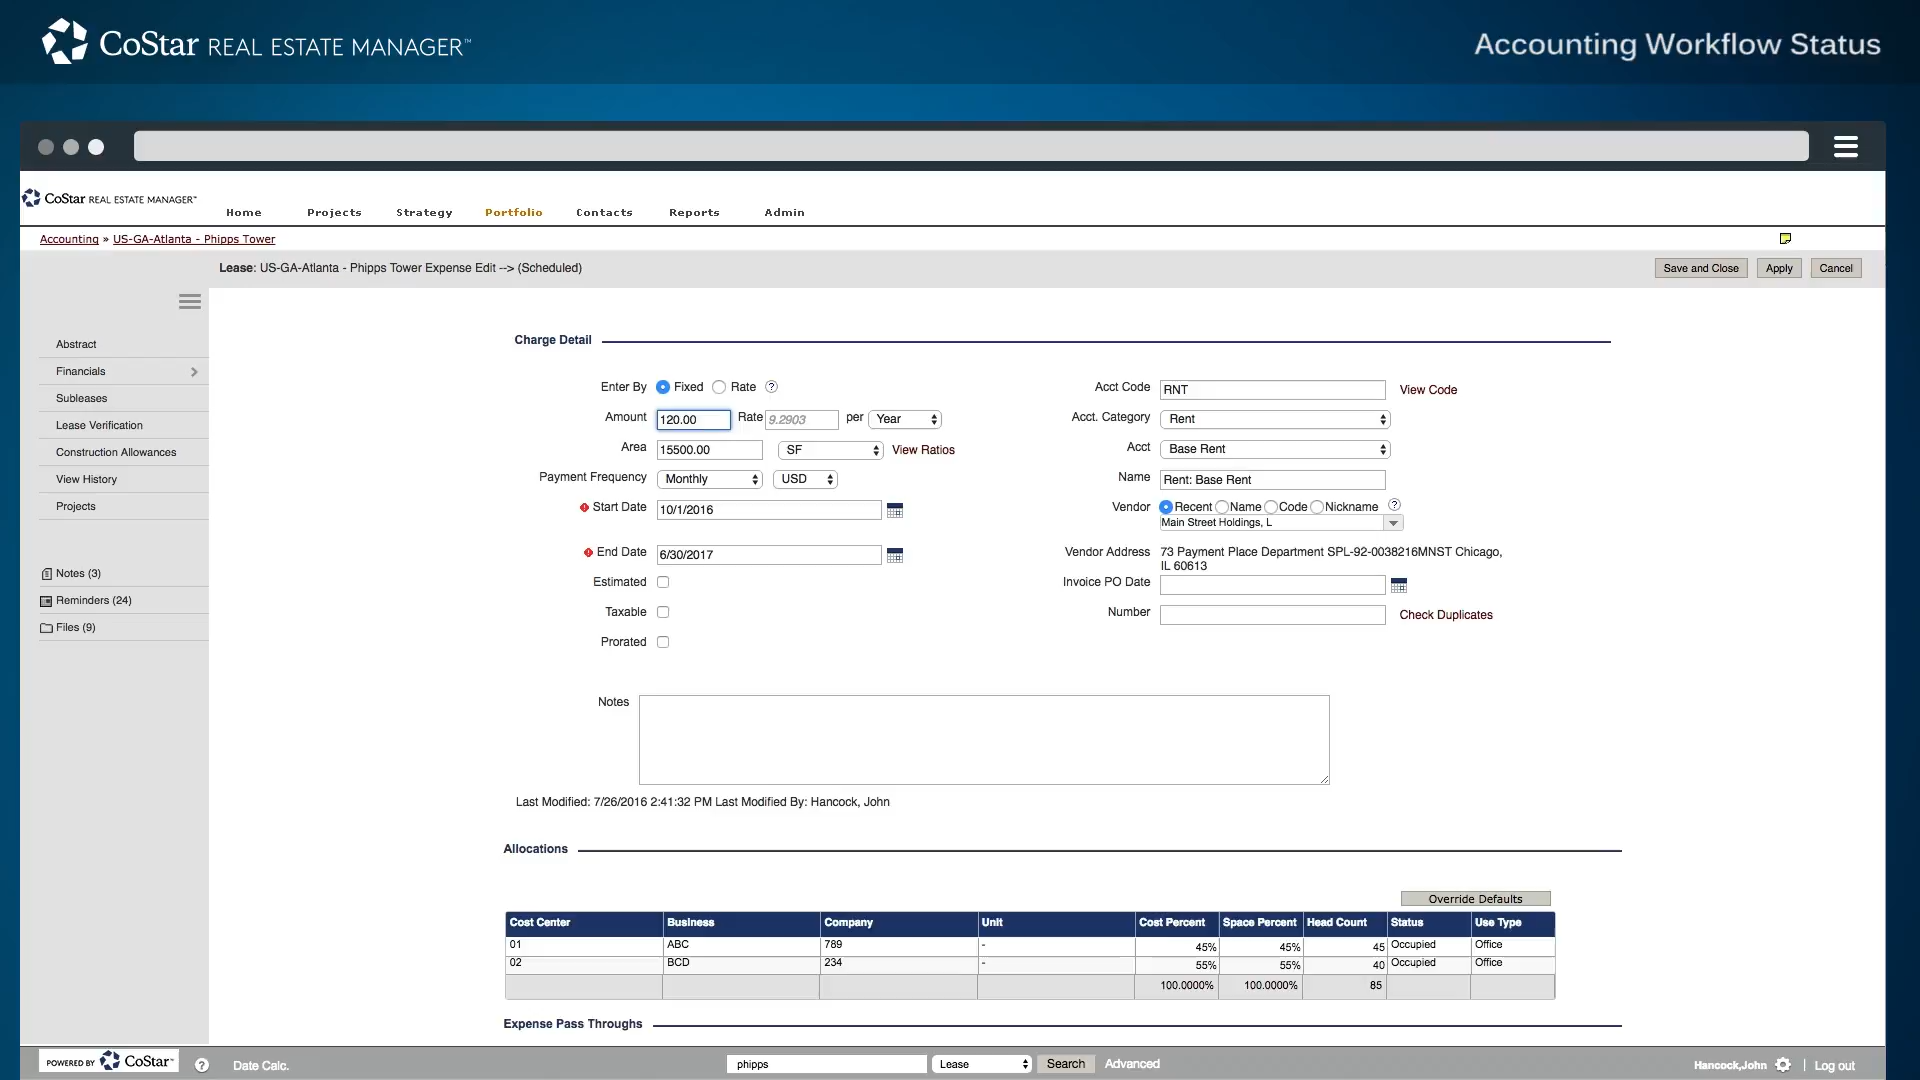 CoStar REAL ESTATE MANAGER™
Accounting Workflow Status
CoStar REAL ESTATE MANAGER™
Home Projects Strategy Portfolio Contacts Reports Admin
Accounting » US-GA-Atlanta - Phipps Tower
Lease: US-GA-Atlanta - Phipps Tower Expense Edit --> (Scheduled)
Save and Close Apply Cancel
Abstract
Financials
Subleases
Lease Verification
Construction Allowances
View History
Projects
Notes (3)
Reminders (24)
Files (9)
Charge Detail
Enter By Fixed Rate ?
Amount 120.00 Rate 9.2903 per Year
Area 15500.00 SF View Ratios
Payment Frequency Monthly USD
Start Date 10/1/2016
End Date 6/30/2017
Estimated
Taxable
Prorated
Acct Code RNT View Code
Acct. Category Rent
Acct Base Rent
Name Rent: Base Rent
Vendor Recent Name Code Nickname ?
Main Street Holdings, L
Vendor Address 73 Payment Place Department SPL-92-0038216MNST Chicago,
IL 60613
Invoice PO Date
Number Check Duplicates
Notes
Last Modified: 7/26/2016 2:41:32 PM Last Modified By: Hancock, John
Allocations
Override Defaults
Cost Center Business Company Unit Cost Percent Space Percent Head Count Status Use Type
01 ABC 789 - 45% 45% 45 Occupied Office
02 BCD 234 - 55% 55% 40 Occupied Office
100.0000% 100.0000% 85
Expense Pass Throughs
POWERED BY CoStar™ ? Date Calc. phipps Lease Search Advanced Hancock,John | Log out